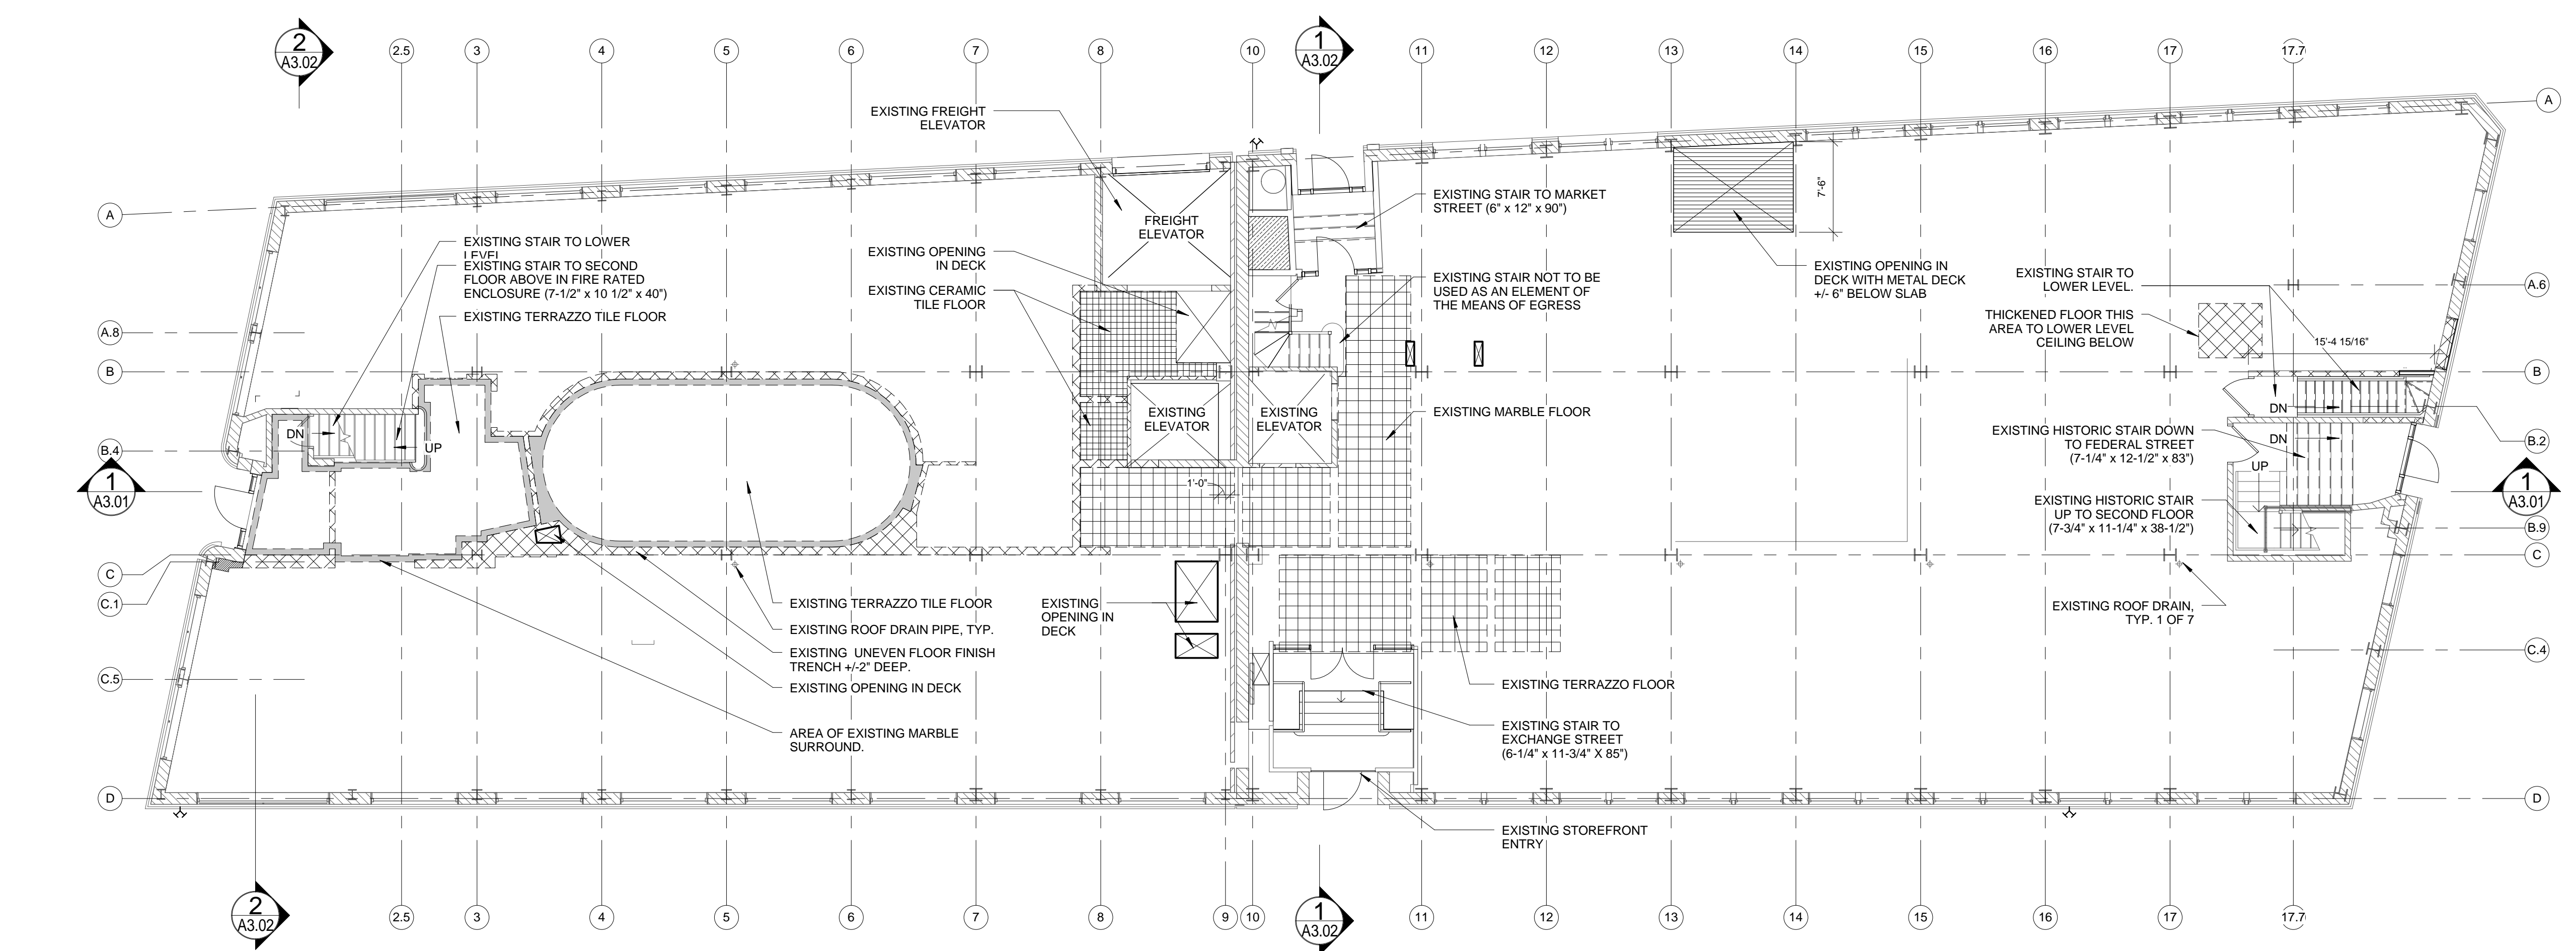 2
A3.02
2.5
3
4
5
6
7
8
10
1
A3.02
11
12
13
14
15
16
17
A
EXISTING FREIGHT
ELEVATOR
A
EXISTING STAIR TO LOWER
LEVEL
EXISTING STAIR TO SECOND
FLOOR ABOVE IN FIRE RATED
ENCLOSURE (7-1/2" x 10 1/2" x 40")
EXISTING TERRAZZO TILE FLOOR
EXISTING OPENING
IN DECK
EXISTING CERAMIC
TILE FLOOR
FREIGHT
ELEVATOR
EXISTING STAIR TO MARKET
STREET (6" x 12" x 90")
EXISTING STAIR NOT TO BE
USED AS AN ELEMENT OF
THE MEANS OF EGRESS
7'-6"
EXISTING OPENING IN
DECK WITH METAL DECK
+/- 6" BELOW SLAB
EXISTING STAIR TO
LOWER LEVEL.
THICKENED FLOOR THIS
AREA TO LOWER LEVEL
CEILING BELOW
15'-4 15/16"
A.6
A.8
B
B
EXISTING
ELEVATOR
EXISTING
ELEVATOR
EXISTING MARBLE FLOOR
DN
UP
B.4
1
A3.01
1'-0"
DN
DN
UP
EXISTING HISTORIC STAIR DOWN
TO FEDERAL STREET
(7-1/4" x 12-1/2" x 83")
EXISTING HISTORIC STAIR
UP TO SECOND FLOOR
(7-3/4" x 11-1/4" x 38-1/2")
B.2
1
A3.01
B.9
C
C
C.1
EXISTING TERRAZZO TILE FLOOR
EXISTING ROOF DRAIN PIPE, TYP.
EXISTING UNEVEN FLOOR FINISH
TRENCH +/-2" DEEP.
EXISTING OPENING IN DECK
AREA OF EXISTING MARBLE
SURROUND.
EXISTING
OPENING IN
DECK
EXISTING ROOF DRAIN,
TYP. 1 OF 7
C.4
C.5
EXISTING TERRAZZO FLOOR
EXISTING STAIR TO
EXCHANGE STREET
(6-1/4" x 11-3/4" X 85")
EXISTING STOREFRONT
ENTRY
D
D
2
A3.02
2.5
3
4
5
6
7
8
9
10
1
A3.02
11
12
13
14
15
16
17